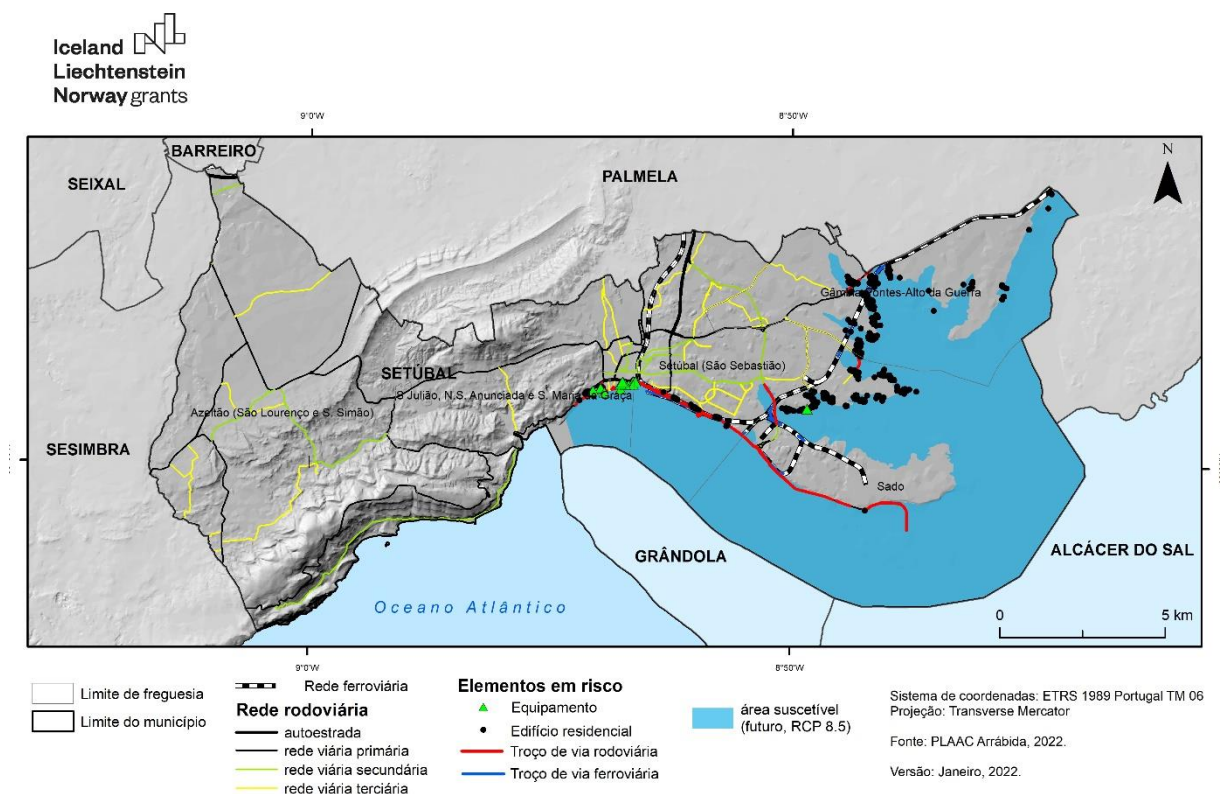 Iceland
Liechtenstein
Norway grants
9°0'W
8°50'W
BARREIRO
SEIXAL
PALMELA
N
Gâmbia-Pontes-Alto da Guerra
SETÚBAL
Setúbal (São Sebastião)
S Julião, N.S. Anunciada é S. Maria da Graça
Azeitão (São Lourenço e S. Simão)
SESIMBRA
Sado
GRÂNDOLA
ALCÁCER DO SAL
Oceano Atlântico
0 5 km
9°0'W
8°50'W
Limite de freguesia
Limite do município
Rede ferroviária
Rede rodoviária
autoestrada
rede viária primária
rede viária secundária
rede viária terciária
Elementos em risco
Equipamento
Edifício residencial
Troço de via rodoviária
Troço de via ferroviária
área suscetível
(futuro, RCP 8.5)
Sistema de coordenadas: ETRS 1989 Portugal TM 06
Projeção: Transverse Mercator
Fonte: PLAAC Arrábida, 2022.
Versão: Janeiro, 2022.